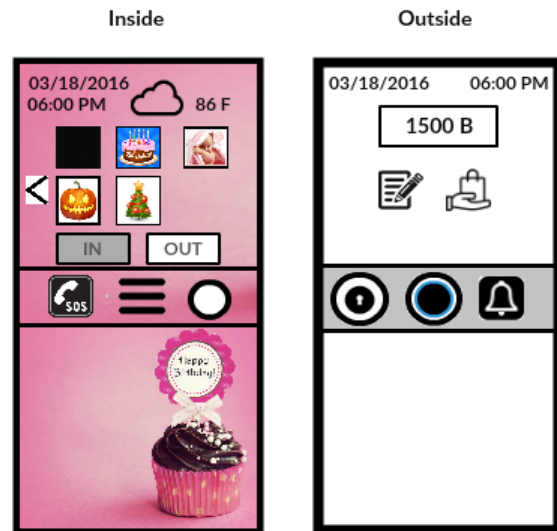 Inside
Outside
03/18/2016
06:00 PM
86 F
IN
OUT
SOS
Happy
Birthday!
03/18/2016 06:00 PM
1500 B